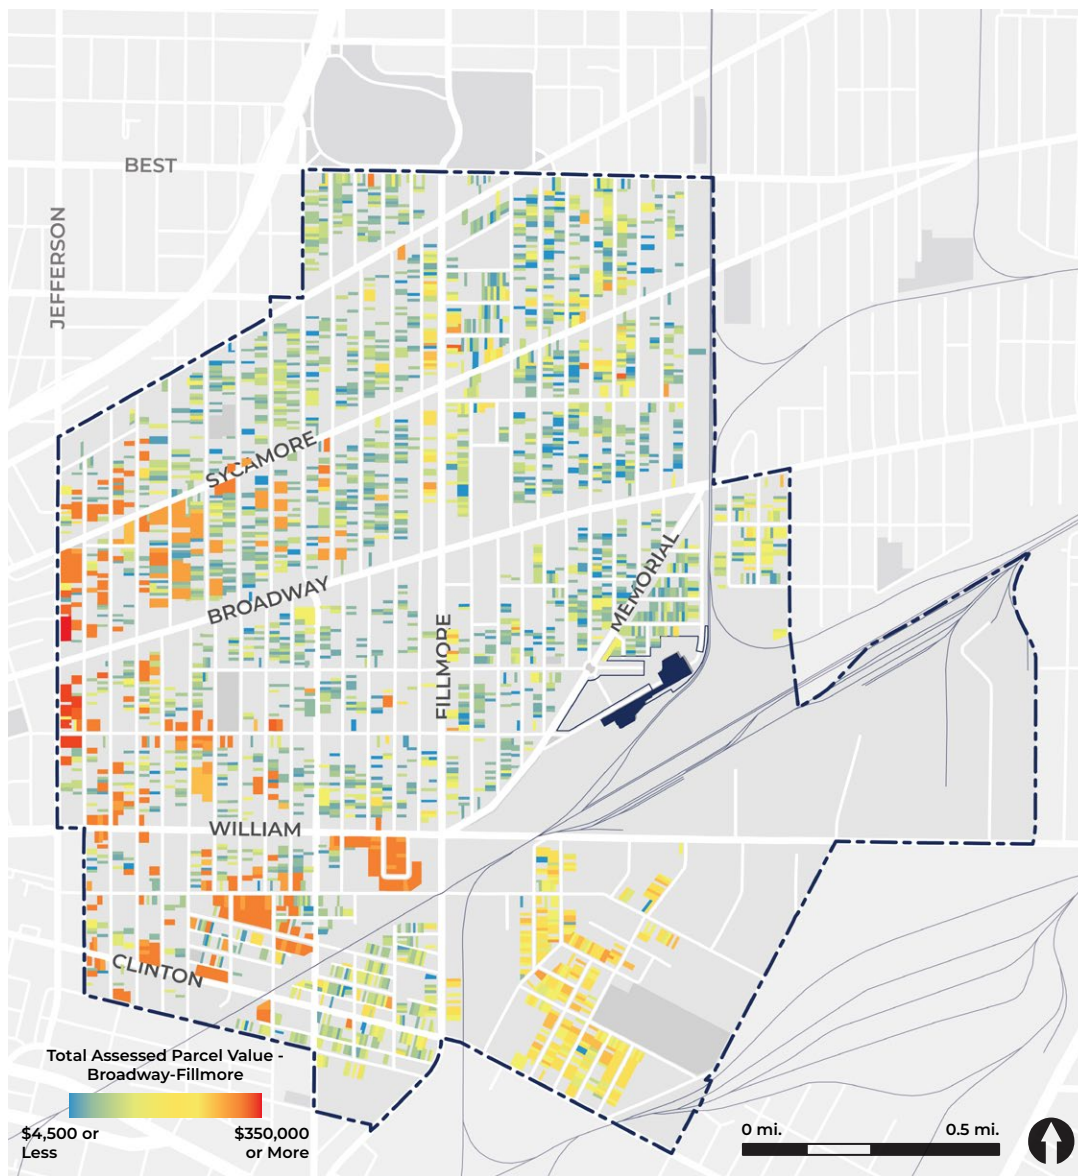 BEST
JEFFERSON
SYCAMORE
BROADWAY
MEMORIAL
FILLMORE
WILLIAM
CLINTON
Total Assessed Parcel Value -
Broadway-Fillmore
$4,500 or
Less
$350,000
or More
0 mi.
0.5 mi.